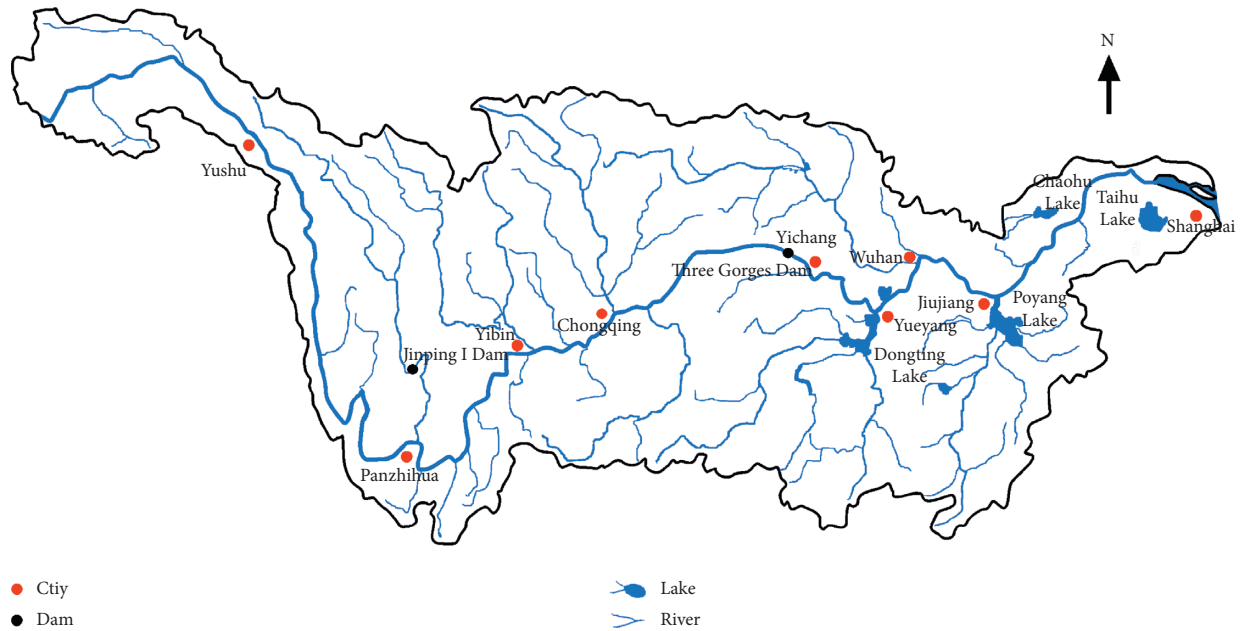 N
Yushu
Chaohu
Lake
Taihu
Lake
Shanghai
Yichang
Three Gorges Dam
Wuhan
Jiujiang
Poyang
Lake
Chongqing
Yueyang
Yibin
Jinping I Dam
Dongting
Lake
Panzhihua
Ctiy
Dam
Lake
River